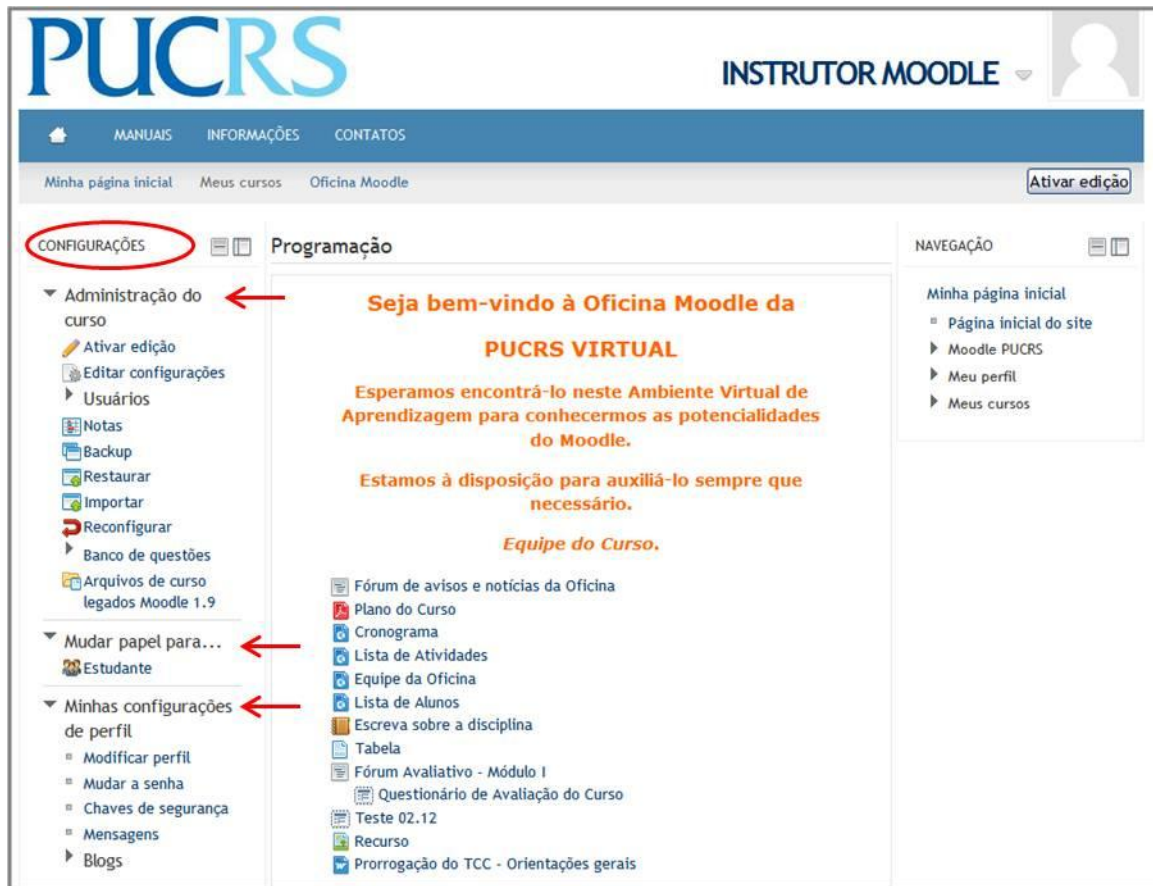 PUCRS
INSTRUTOR MOODLE
MANUAIS INFORMAÇÕES CONTATOS
Minha página inicial Meus cursos Oficina Moodle
Ativar edição
CONFIGURAÇÕES
Administração do
curso
Ativar edição
Editar configurações
Usuários
Notas
Backup
Restaurar
Importar
Reconfigurar
Banco de questões
Arquivos de curso
legados Moodle 1.9
Mudar papel para...
Estudante
Minhas configurações
de perfil
Modificar perfil
Mudar a senha
Chaves de segurança
Mensagens
Blogs
Programação
Seja bem-vindo à Oficina Moodle da
PUCRS VIRTUAL
Esperamos encontrá-lo neste Ambiente Virtual de
Aprendizagem para conhecermos as potencialidades
do Moodle.
Estamos à disposição para auxiliá-lo sempre que
necessário.
Equipe do Curso.
Fórum de avisos e notícias da Oficina
Plano do Curso
Cronograma
Lista de Atividades
Equipe da Oficina
Lista de Alunos
Escreva sobre a disciplina
Tabela
Fórum Avaliativo - Módulo I
Questionário de Avaliação do Curso
Teste 02.12
Recurso
Prorrogação do TCC - Orientações gerais
NAVEGAÇÃO
Minha página inicial
Página inicial do site
Moodle PUCRS
Meu perfil
Meus cursos